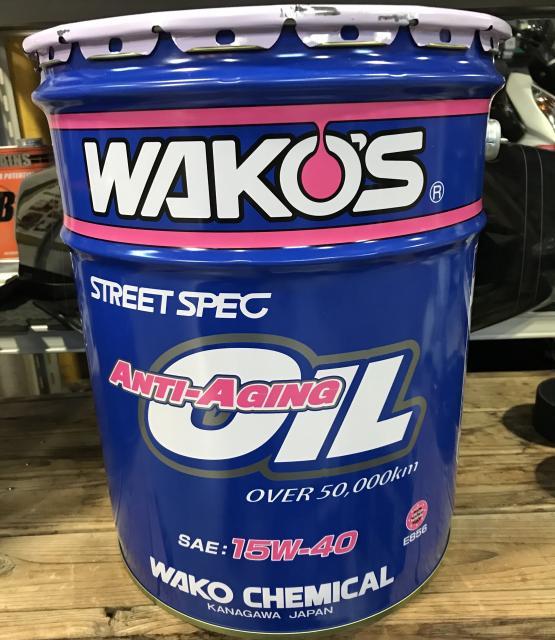 WAKO'S®
STREET SPEC
ANTI-AGING
OIL
OVER 50,000km
SAE: 15W-40
E856
WAKO CHEMICAL
KANAGAWA JAPAN